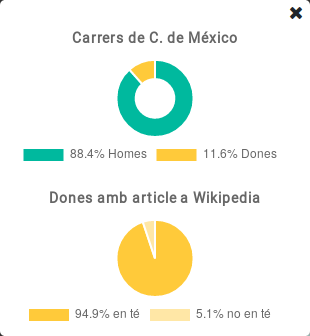 Carrers de C. de México
88.4% Homes 11.6% Dones
Dones amb article a Wikipedia
94.9% en té 5.1% no en té